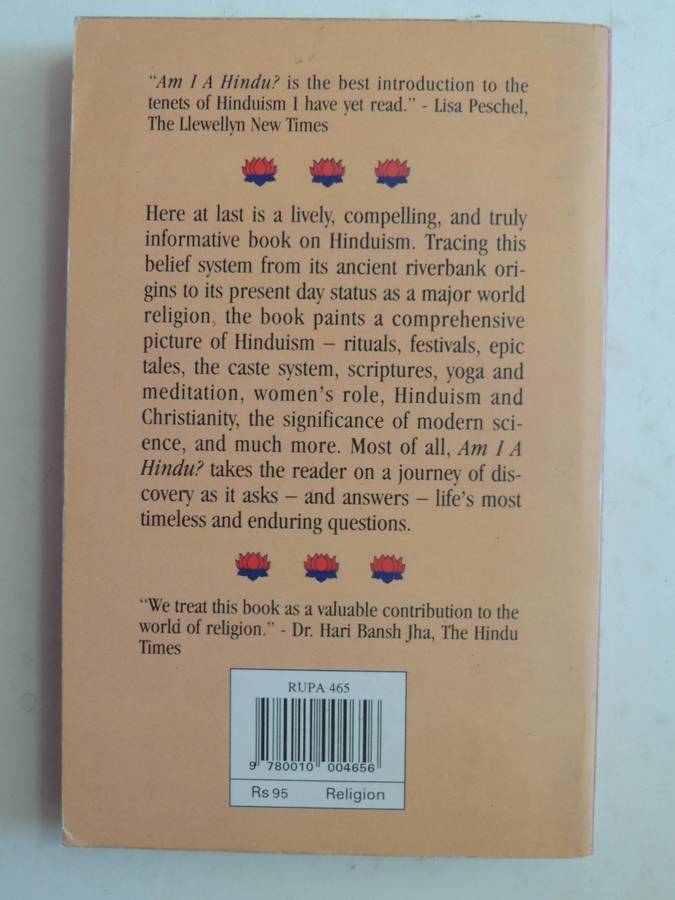 "Am I A Hindu? is the best introduction to the
tenets of Hinduism I have yet read." - Lisa Peschel,
The Llewellyn New Times
Here at last is a lively, compelling, and truly
informative book on Hinduism. Tracing this
belief system from its ancient riverbank ori-
gins to its present day status as a major world
religion, the book paints a comprehensive
picture of Hinduism – rituals, festivals, epic
tales, the caste system, scriptures, yoga and
meditation, women's role, Hinduism and
Christianity, the significance of modern sci-
ence, and much more. Most of all, Am I A
Hindu? takes the reader on a journey of dis-
covery as it asks – and answers – life's most
timeless and enduring questions.
"We treat this book as a valuable contribution to the
world of religion." - Dr. Hari Bansh Jha, The Hindu
Times
RUPA 465
9 780010 004656
Rs 95 Religion